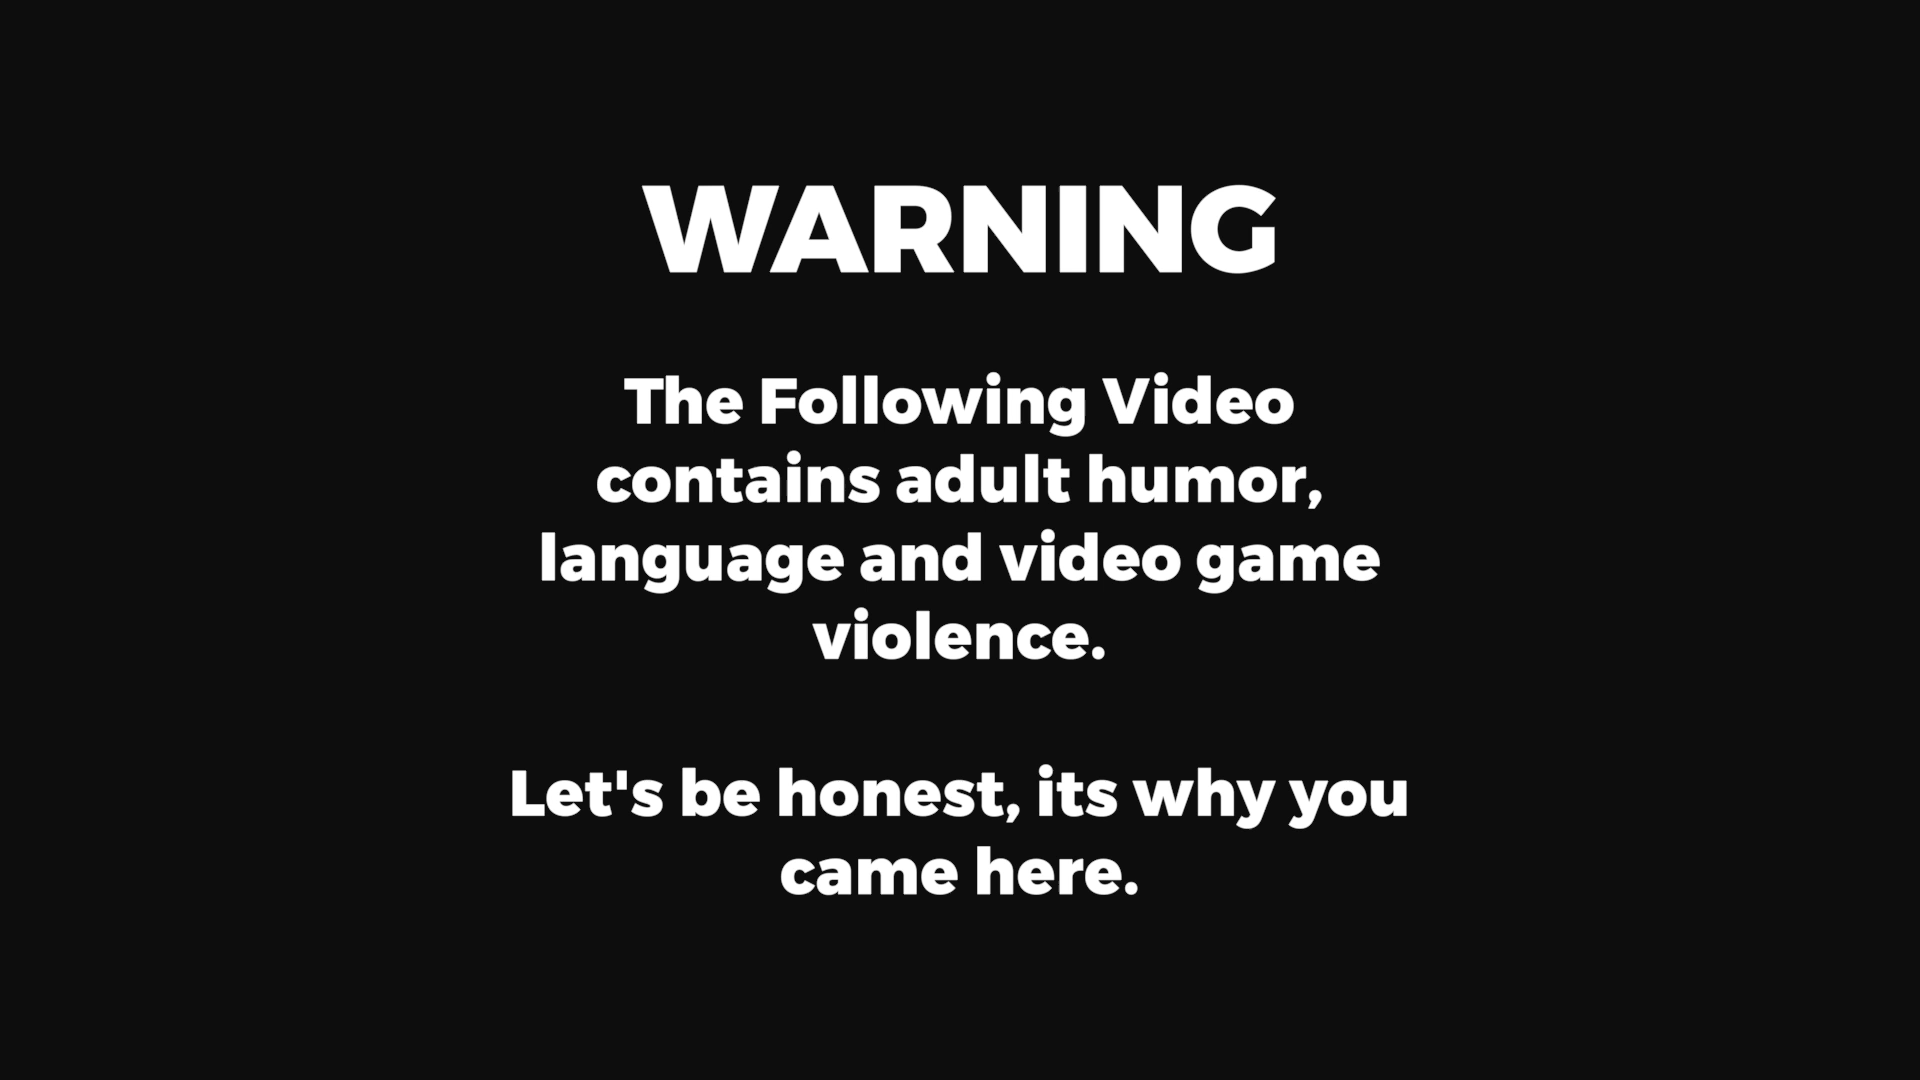 WARNING
The Following Video
contains adult humor,
language and video game
violence.
Let's be honest, its why you
came here.